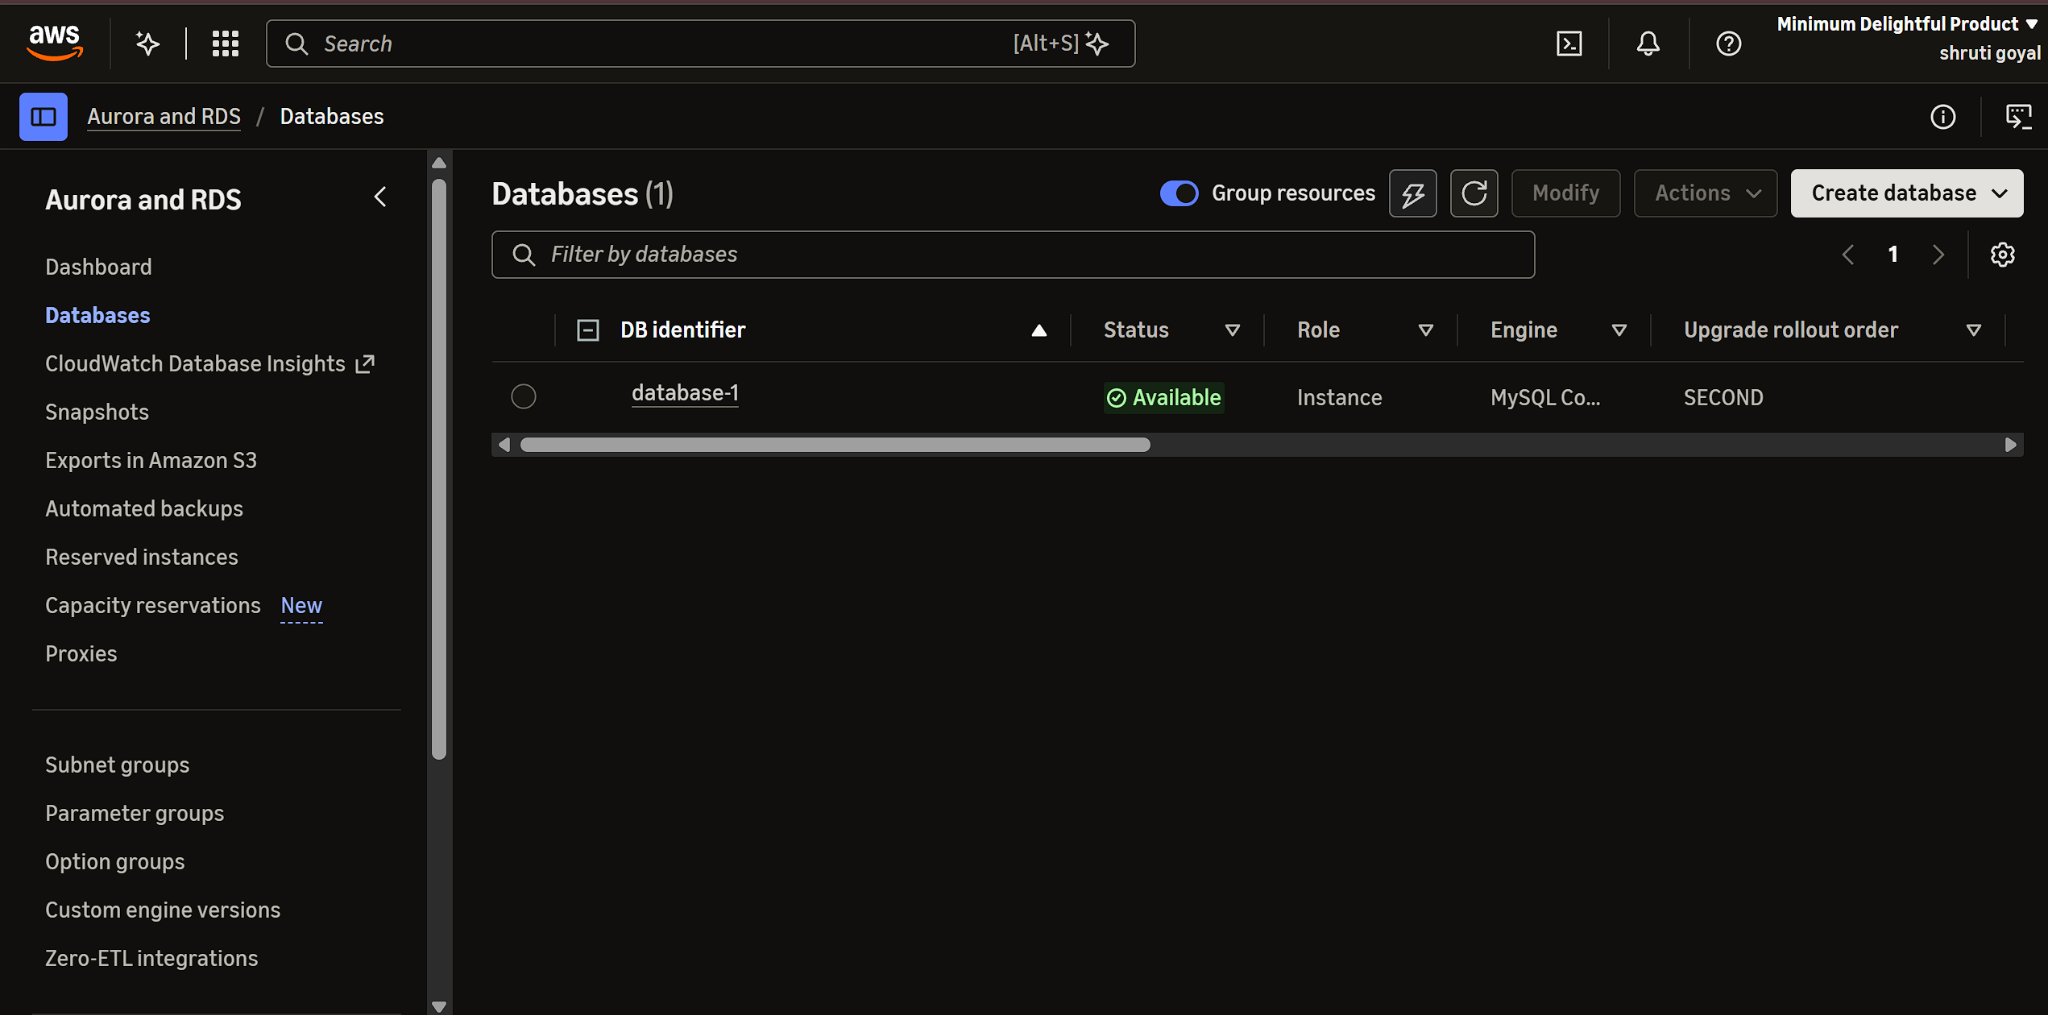 aws
Search
[Alt+S]
Minimum Delightful Product
shruti goyal
Aurora and RDS / Databases
Aurora and RDS
Dashboard
Databases
CloudWatch Database Insights
Snapshots
Exports in Amazon S3
Automated backups
Reserved instances
Capacity reservations New
Proxies
Subnet groups
Parameter groups
Option groups
Custom engine versions
Zero-ETL integrations
Databases (1)
Group resources
Modify
Actions
Create database
Filter by databases
1
DB identifier Status Role Engine Upgrade rollout order
database-1 Available Instance MySQL Co... SECOND